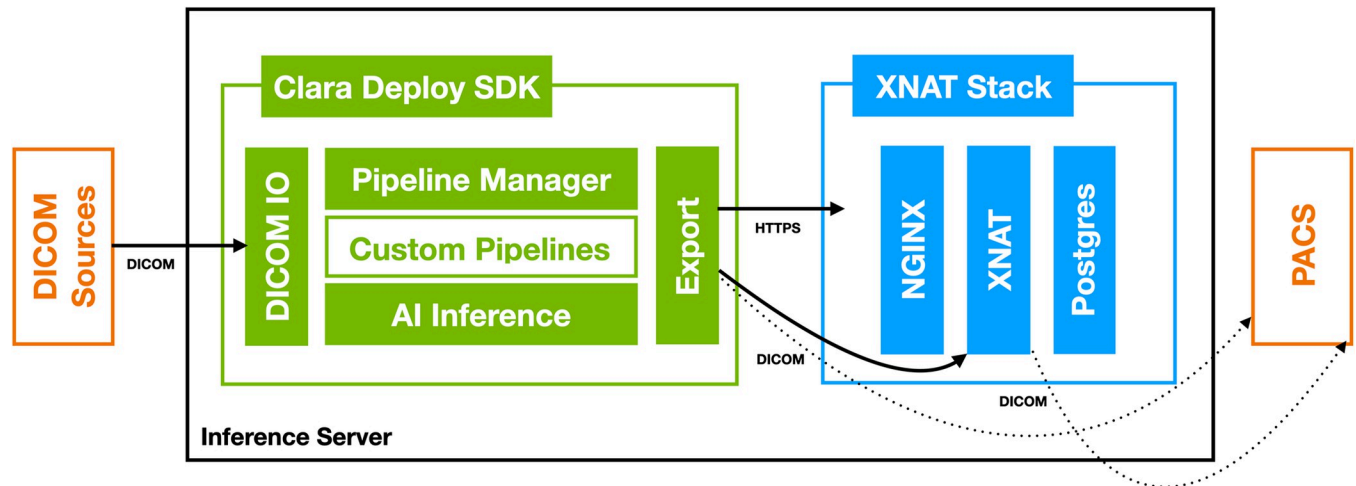 Clara Deploy SDK
XNAT Stack
DICOM
Sources
DICOM
DICOM IO
Pipeline Manager
Custom Pipelines
AI Inference
Export
HTTPS
DICOM
NGINX
XNAT
Postgres
DICOM
PACS
Inference Server